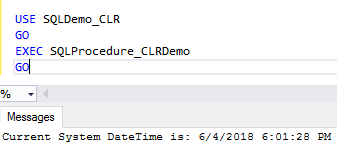 USE SQLDemo_CLR
GO
EXEC SQLProcedure_CLRDemo
GO
%
Messages
Current System DateTime is: 6/4/2018 6:01:28 PM